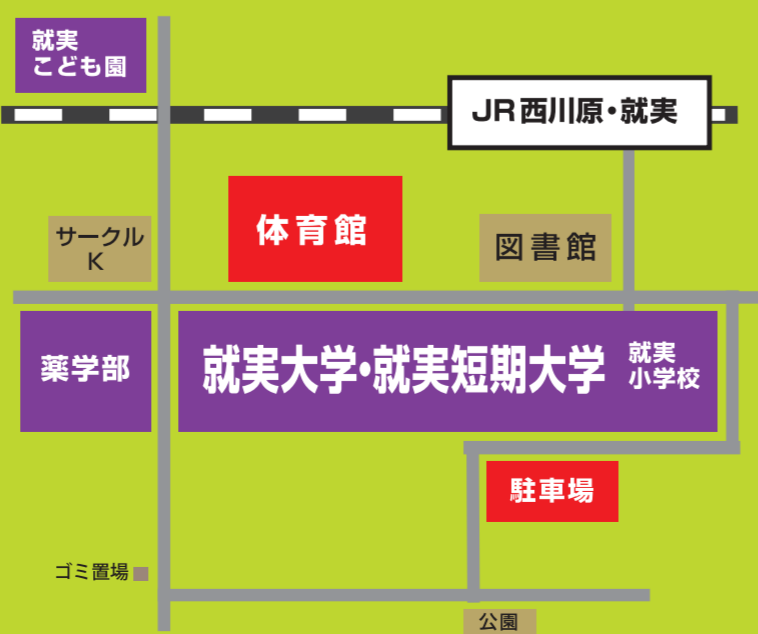 就実
こども園
JR西川原・就実
体育館
図書館
サークル
K
薬学部
就実大学・就実短期大学
就実
小学校
駐車場
ゴミ置場
公園